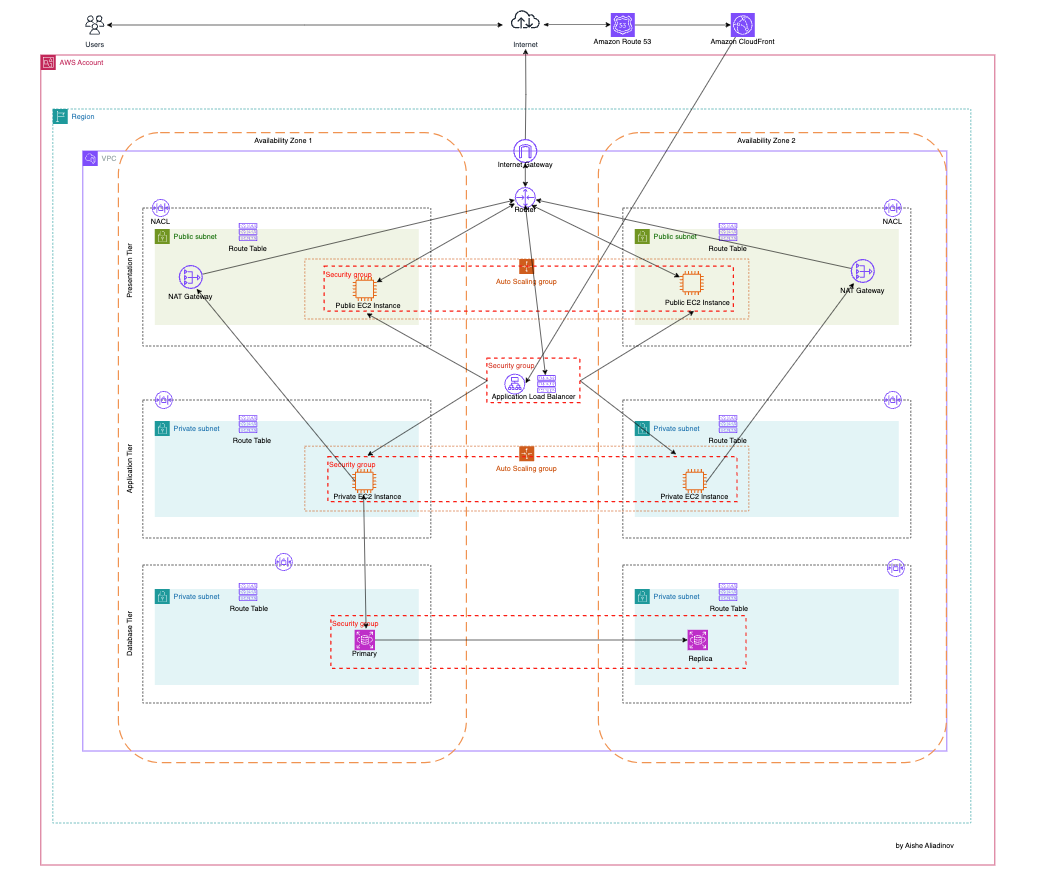 Users
Internet
53
Amazon Route 53
Amazon CloudFront
AWS Account
Region
Availability Zone 1
Availability Zone 2
VPC
Internet Gateway
Router
NACL
NACL
Public subnet
Route Table
Public subnet
Route Table
Presentation Tier
NAT Gateway
Security group
Public EC2 Instance
Auto Scaling group
Public EC2 Instance
NAT Gateway
Security group
Application Load Balancer
Private subnet
Route Table
Private subnet
Route Table
Application Tier
Security group
Private EC2 Instance
Auto Scaling group
Private EC2 Instance
Private subnet
Route Table
Private subnet
Route Table
Database Tier
Security group
Primary
Replica
by Aishe Aliadinov